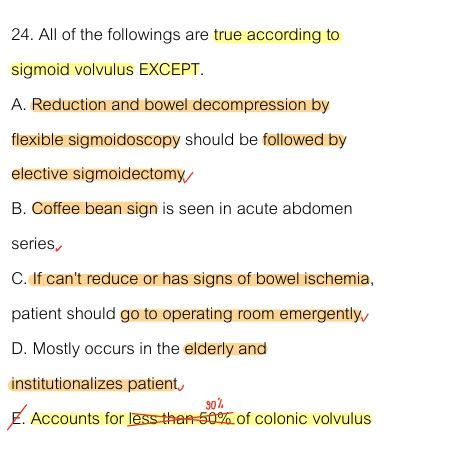 24. All of the followings are true according to
sigmoid volvulus EXCEPT.
A. Reduction and bowel decompression by
flexible sigmoidoscopy should be followed by
elective sigmoidectomy
B. Coffee bean sign is seen in acute abdomen
series
C. If can't reduce or has signs of bowel ischemia,
patient should go to operating room emergently
D. Mostly occurs in the elderly and
institutionalizes patient
90%
E. Accounts for less than 50% of colonic volvulus